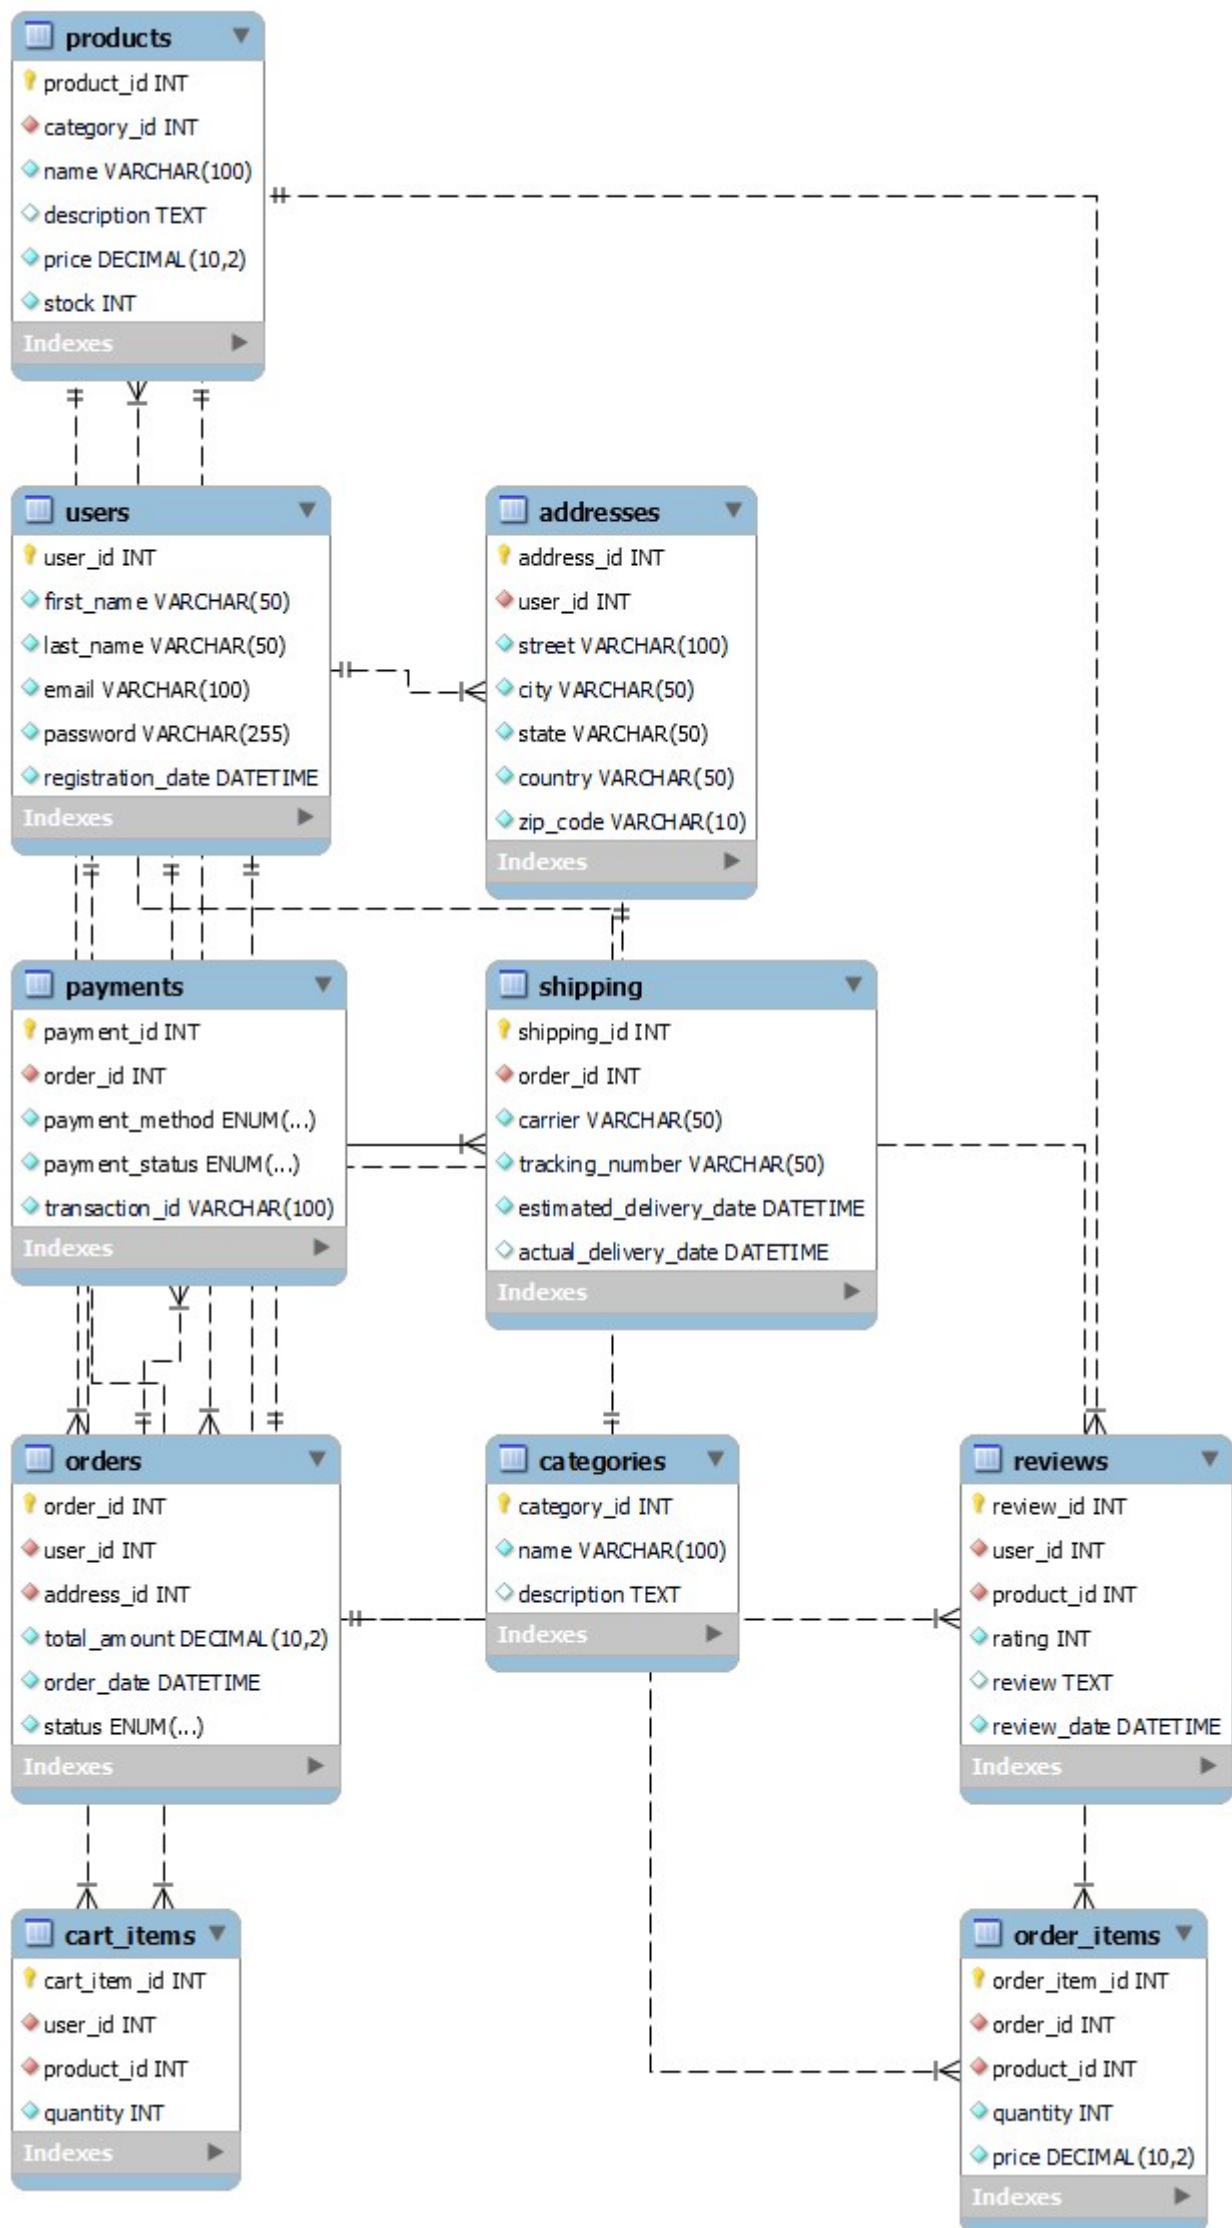 products
product_id INT
category_id INT
name VARCHAR(100)
description TEXT
price DECIMAL(10,2)
stock INT
Indexes
users
user_id INT
first_name VARCHAR(50)
last_name VARCHAR(50)
email VARCHAR(100)
password VARCHAR(255)
registration_date DATETIME
Indexes
addresses
address_id INT
user_id INT
street VARCHAR(100)
city VARCHAR(50)
state VARCHAR(50)
country VARCHAR(50)
zip_code VARCHAR(10)
Indexes
payments
payment_id INT
order_id INT
payment_method ENUM(...)
payment_status ENUM(...)
transaction_id VARCHAR(100)
Indexes
shipping
shipping_id INT
order_id INT
carrier VARCHAR(50)
tracking_number VARCHAR(50)
estimated_delivery_date DATETIME
actual_delivery_date DATETIME
Indexes
orders
order_id INT
user_id INT
address_id INT
total_amount DECIMAL(10,2)
order_date DATETIME
status ENUM(...)
Indexes
categories
category_id INT
name VARCHAR(100)
description TEXT
Indexes
reviews
review_id INT
user_id INT
product_id INT
rating INT
review TEXT
review_date DATETIME
Indexes
cart_items
cart_item_id INT
user_id INT
product_id INT
quantity INT
Indexes
order_items
order_item_id INT
order_id INT
product_id INT
quantity INT
price DECIMAL(10,2)
Indexes